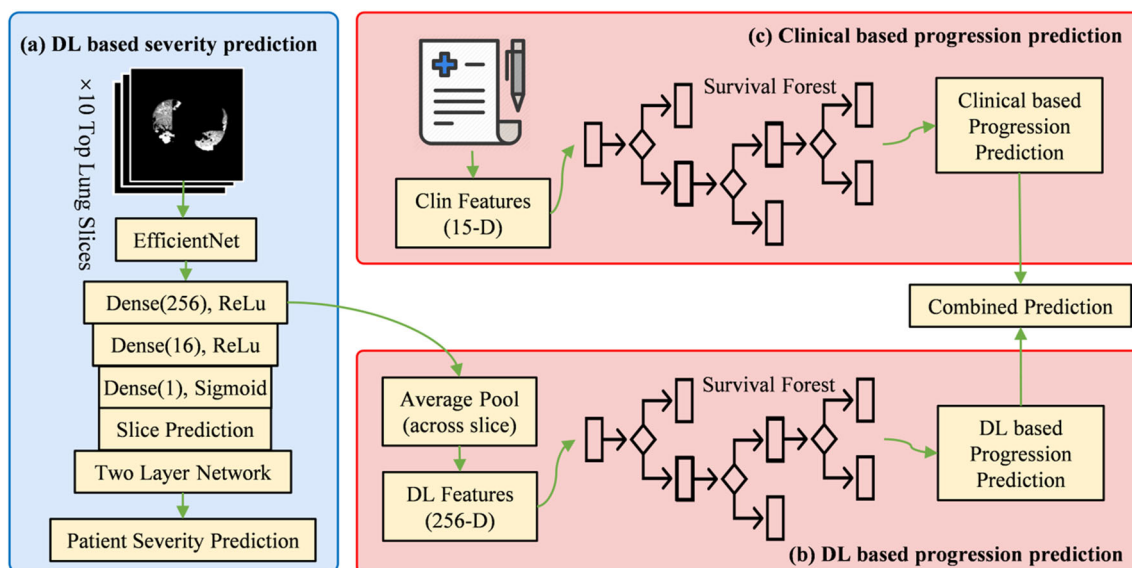 (a) DL based severity prediction
×10 Top Lung Slices
EfficientNet
Dense(256), ReLu
Dense(16), ReLu
Dense(1), Sigmoid
Slice Prediction
Two Layer Network
Patient Severity Prediction
(c) Clinical based progression prediction
Clin Features
(15-D)
Survival Forest
Clinical based
Progression
Prediction
Combined Prediction
Average Pool
(across slice)
DL Features
(256-D)
Survival Forest
DL based
Progression
Prediction
(b) DL based progression prediction